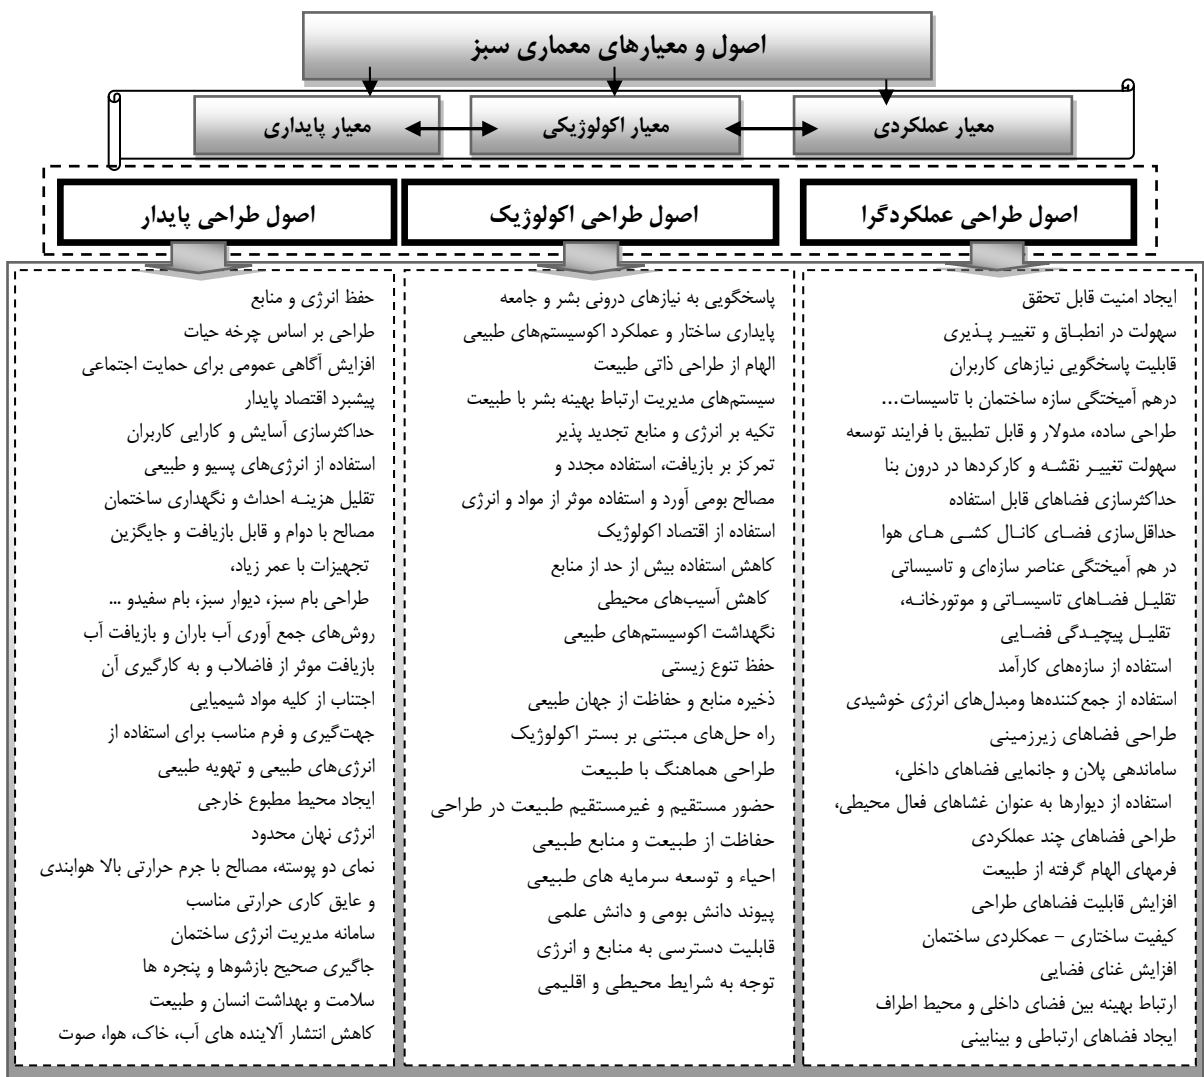 اصول و معیارهای معماری سبز
معیار عملکردی
معیار اکولوژیکی
معیار پایداری
اصول طراحی عملکردگرا
اصول طراحی اکولوژیک
اصول طراحی پایدار
ایجاد امنیت قابل تحقق
سهولت در انطبـاق و تغییـر پـذیری
قابلیت پاسخگویی نیازهای کاربران
درهم آمیختگی سازه ساختمان با تاسیسات...
طراحی ساده، مدولار و قابل تطبیق با فرایند توسعه
سهولت تغییـر نقشـه و کارکردها در درون بنا
حداکثرسازی فضاهای قابل استفاده
حداقل‌سازی فضـای کانـال کشـی هـای هوا
در هم آمیختگی عناصر سازه‌ای و تاسیساتی
تقلیـل فضـاهای تاسیسـاتی و موتورخانـه،
تقلیـل پیچیـدگی فضـایی
استفاده از سازه‌های کارآمد
استفاده از جمع‌کننده‌ها ومبدل‌های انرژی خوشیدی
طراحی فضاهای زیرزمینی
ساماندهی پلان و جانمایی فضاهای داخلی،
استفاده از دیوارها به عنوان غشاهای فعال محیطی،
طراحی فضاهای چند عملکردی
فرمهای الهام گرفته از طبیعت
افزایش قابلیت فضاهای طراحی
کیفیت ساختاری – عمکلردی ساختمان
افزایش غنای فضایی
ارتباط بهینه بین فضای داخلی و محیط اطراف
ایجاد فضاهای ارتباطی و بینابینی
پاسخگویی به نیازهای درونی بشر و جامعه
پایداری ساختار و عملکرد اکوسیستم‌های طبیعی
الهام از طراحی ذاتی طبیعت
سیستم‌های مدیریت ارتباط بهینه بشر با طبیعت
تکیه بر انرژی و منابع تجدید پذیر
تمرکز بر بازیافت، استفاده مجدد و
مصالح بومی آورد و استفاده موثر از مواد و انرژی
استفاده از اقتصاد اکولوژیک
کاهش استفاده بیش از حد از منابع
کاهش آسیب‌های محیطی
نگهداشت اکوسیستم‌های طبیعی
حفظ تنوع زیستی
ذخیره منابع و حفاظت از جهان طبیعی
راه حل‌های مبتنی بر بستر اکولوژیک
طراحی هماهنگ با طبیعت
حضور مستقیم و غیرمستقیم طبیعت در طراحی
حفاظت از طبیعت و منابع طبیعی
احیاء و توسعه سرمایه های طبیعی
پیوند دانش بومی و دانش علمی
قابلیت دسترسی به منابع و انرژی
توجه به شرایط محیطی و اقلیمی
حفظ انرژی و منابع
طراحی بر اساس چرخه حیات
افزایش آگاهی عمومی برای حمایت اجتماعی
پیشبرد اقتصاد پایدار
حداکثرسازی آسایش و کارایی کاربران
استفاده از انرژی‌های پسیو و طبیعی
تقلیل هزینـه احداث و نگهداری ساختمان
مصالح با دوام و قابل بازیافت و جایگزین
تجهیزات با عمر زیاد،
طراحی بام سبز، دیوار سبز، بام سفیدو ...
روش‌های جمع آوری آب باران و بازیافت آب
بازیافت موثر از فاضلاب و به کارگیری آن
اجتناب از کلیه مواد شیمیایی
جهت‌گیری و فرم مناسب برای استفاده از
انرژی‌های طبیعی و تهویه طبیعی
ایجاد محیط مطبوع خارجی
انرژی نهان محدود
نمای دو پوسته، مصالح با جرم حرارتی بالا هوابندی
و عایق کاری حرارتی مناسب
سامانه مدیریت انرژی ساختمان
جاگیری صحیح بازشوها و پنجره ها
سلامت و بهداشت انسان و طبیعت
کاهش انتشار آلاینده های آب، خاک، هوا، صوت